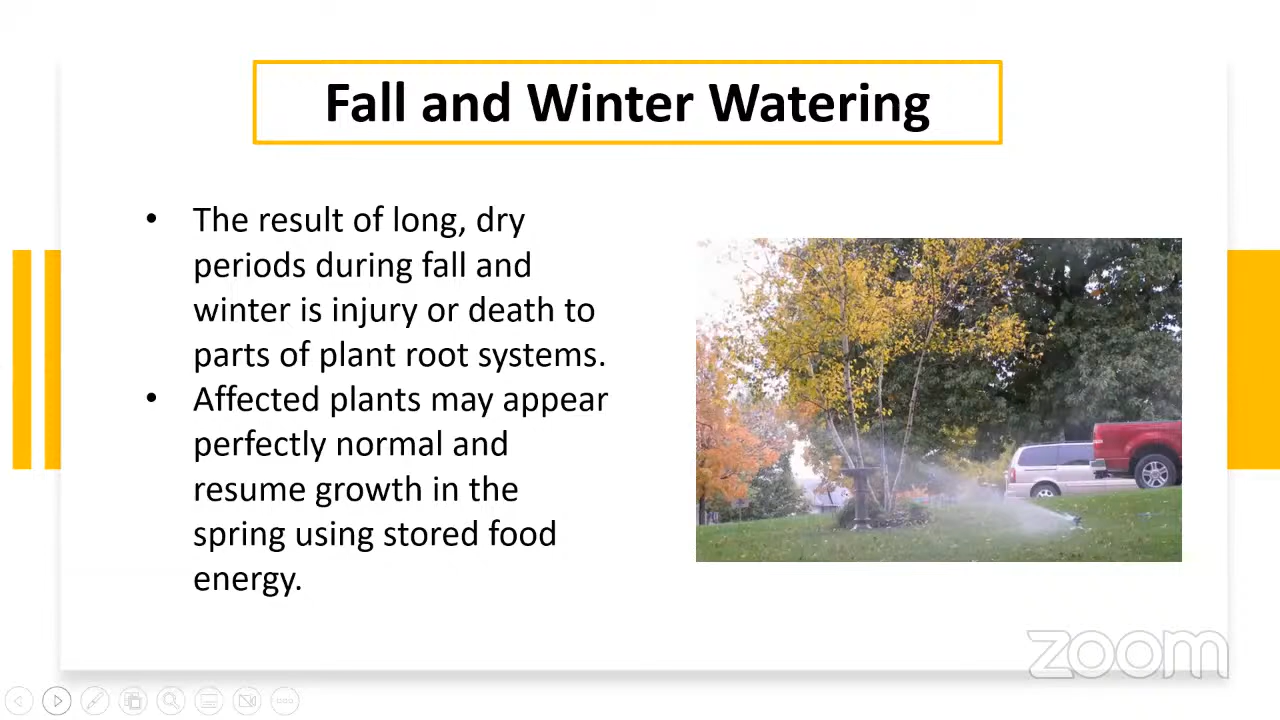 Fall and Winter Watering
• The result of long, dry
periods during fall and
winter is injury or death to
parts of plant root systems.
• Affected plants may appear
perfectly normal and
resume growth in the
spring using stored food
energy.
zoom